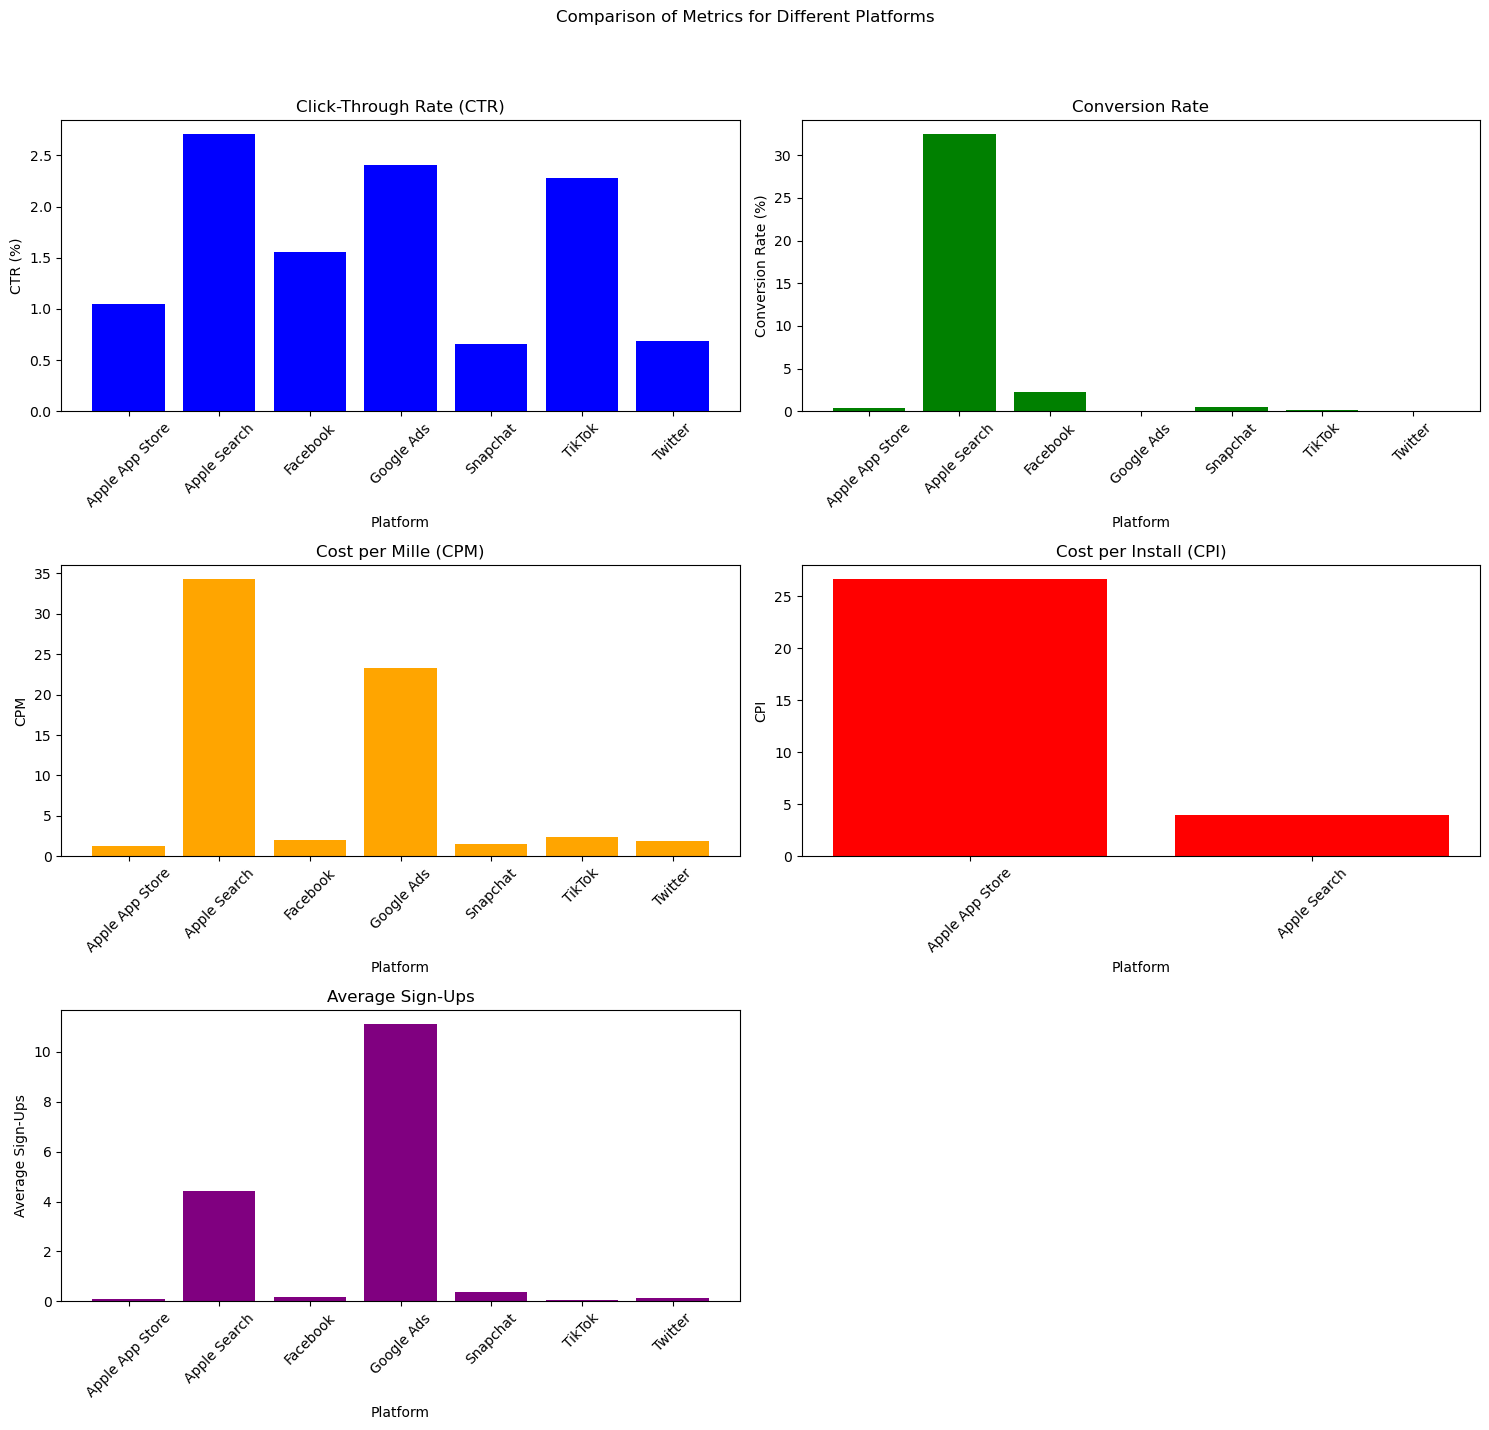 Comparison of Metrics for Different Platforms
Click-Through Rate (CTR)
CTR (%)
2.5
2.0
1.5
1.0
0.5
0.0
Apple App Store
Apple Search
Facebook
Google Ads
Snapchat
TikTok
Twitter
Platform
Conversion Rate
Conversion Rate (%)
30
25
20
15
10
5
0
Apple App Store
Apple Search
Facebook
Google Ads
Snapchat
TikTok
Twitter
Platform
Cost per Mille (CPM)
CPM
35
30
25
20
15
10
5
0
Apple App Store
Apple Search
Facebook
Google Ads
Snapchat
TikTok
Twitter
Platform
Cost per Install (CPI)
CPI
25
20
15
10
5
0
Apple App Store
Apple Search
Platform
Average Sign-Ups
Average Sign-Ups
10
8
6
4
2
0
Apple App Store
Apple Search
Facebook
Google Ads
Snapchat
TikTok
Twitter
Platform